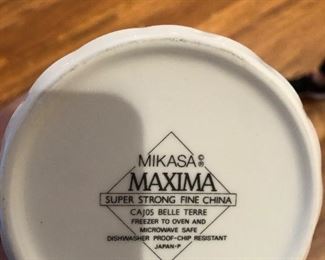 MIKASA©®
MAXIMA
SUPER STRONG FINE CHINA
CAJ05 BELLE TERRE
FREEZER TO OVEN AND
MICROWAVE SAFE
DISHWASHER PROOF-CHIP RESISTANT
JAPAN-P